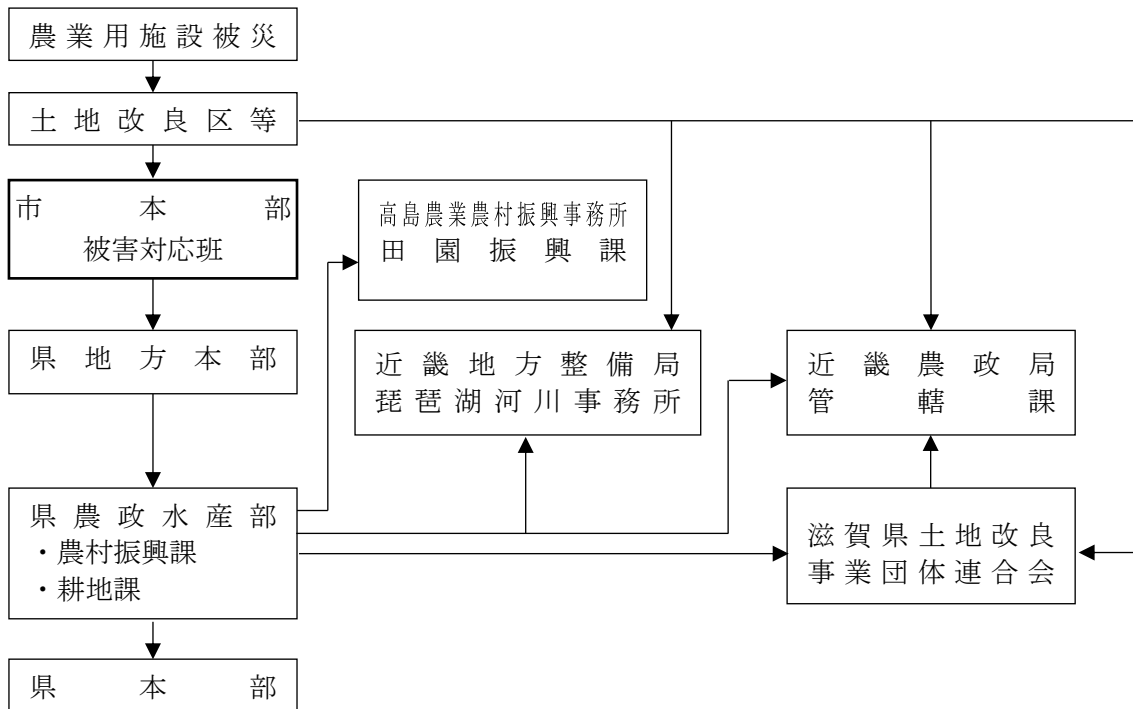 農業用施設被災
土地改良区等
市本部
被害対応班
高島農業農村振興事務所
田園振興課
県地方本部
近畿地方整備局
琵琶湖河川事務所
近畿農政局
管轄課
県農政水産部
・農村振興課
・耕地課
滋賀県土地改良
事業団体連合会
県本部